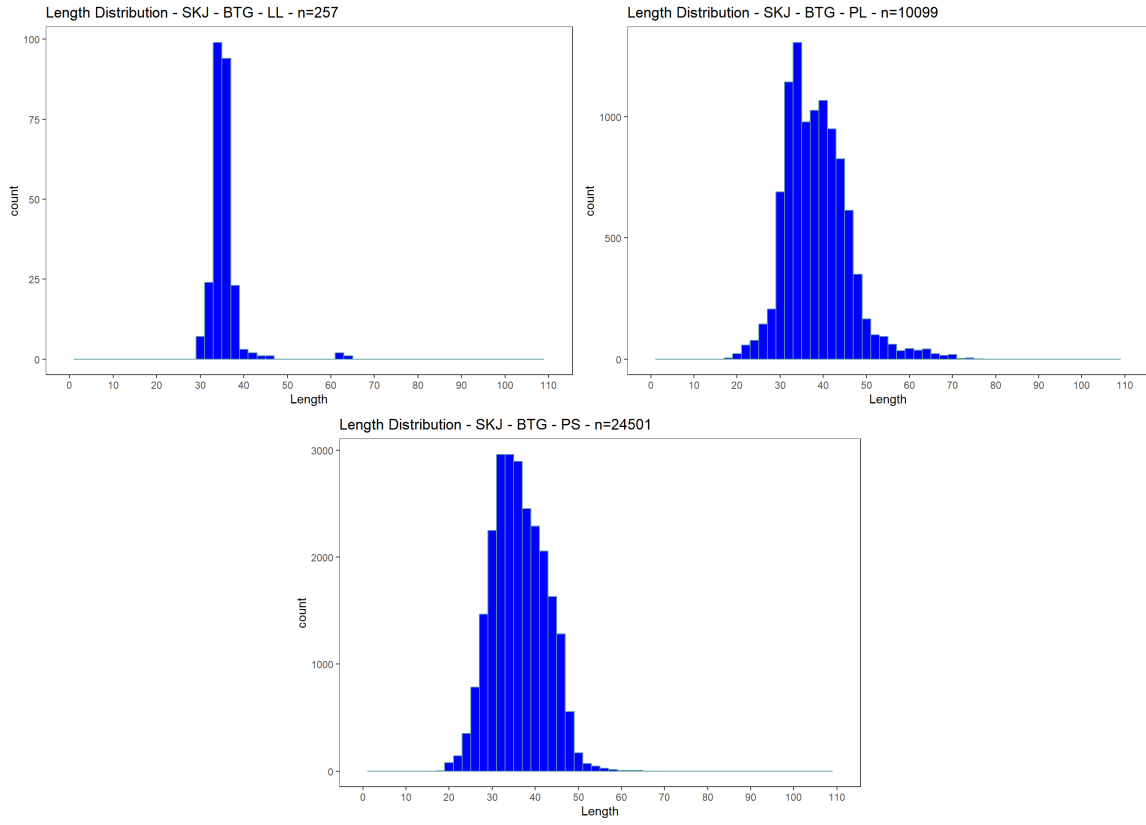 Length Distribution - SKJ - BTG - LL - n=257
100
75
50
25
0
count
0 10 20 30 40 50 60 70 80 90 100 110
Length
Length Distribution - SKJ - BTG - PL - n=10099
1000
500
0
count
0 10 20 30 40 50 60 70 80 90 100 110
Length
Length Distribution - SKJ - BTG - PS - n=24501
3000
2000
1000
0
count
0 10 20 30 40 50 60 70 80 90 100 110
Length